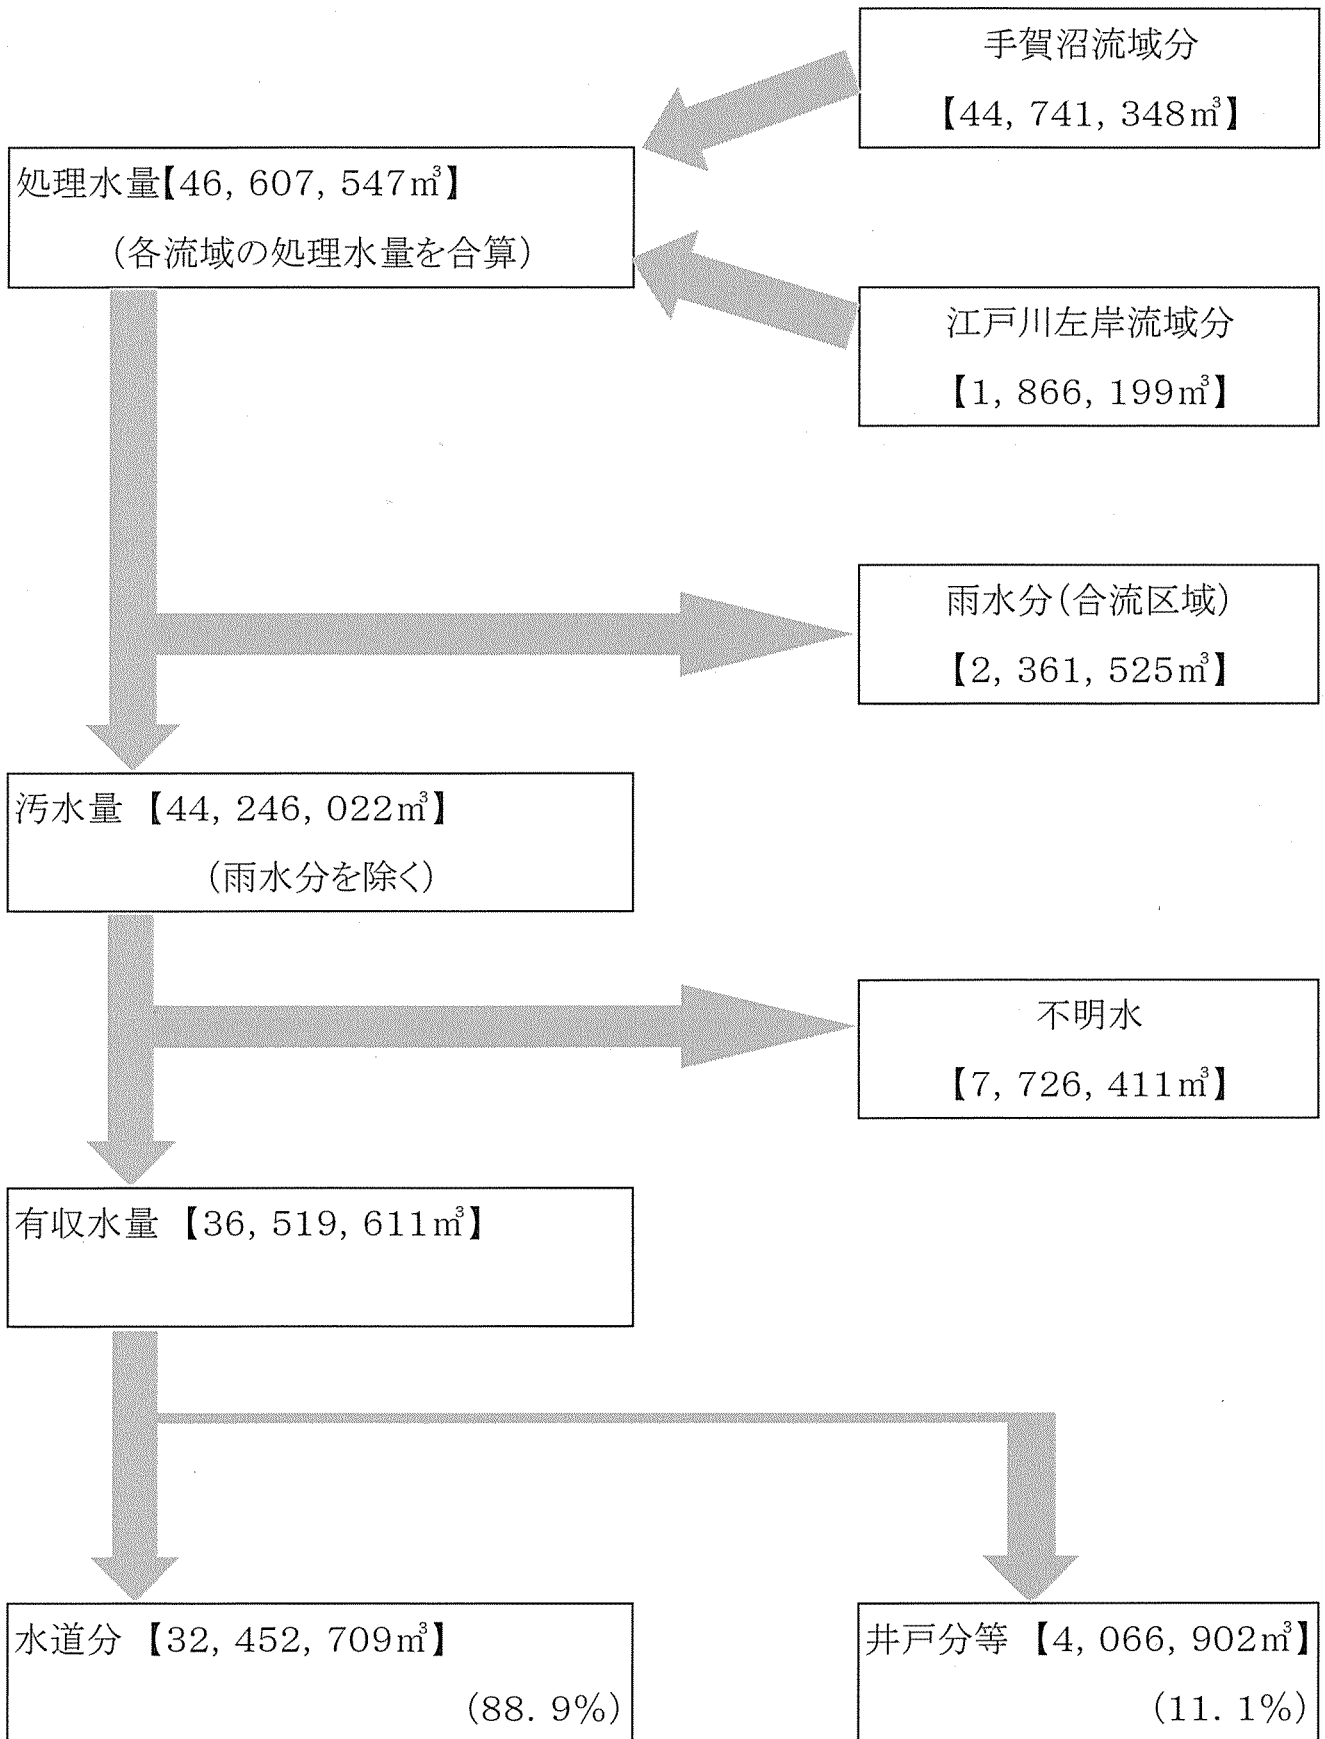 手賀沼流域分
【44, 741, 348㎥】
処理水量【46, 607, 547㎥】
(各流域の処理水量を合算)
江戸川左岸流域分
【1, 866, 199㎥】
雨水分(合流区域)
【2, 361, 525㎥】
汚水量 【44, 246, 022㎥】
(雨水分を除く)
不明水
【7, 726, 411㎥】
有収水量 【36, 519, 611㎥】
水道分 【32, 452, 709㎥】
(88. 9%)
井戸分等 【4, 066, 902㎥】
(11. 1%)